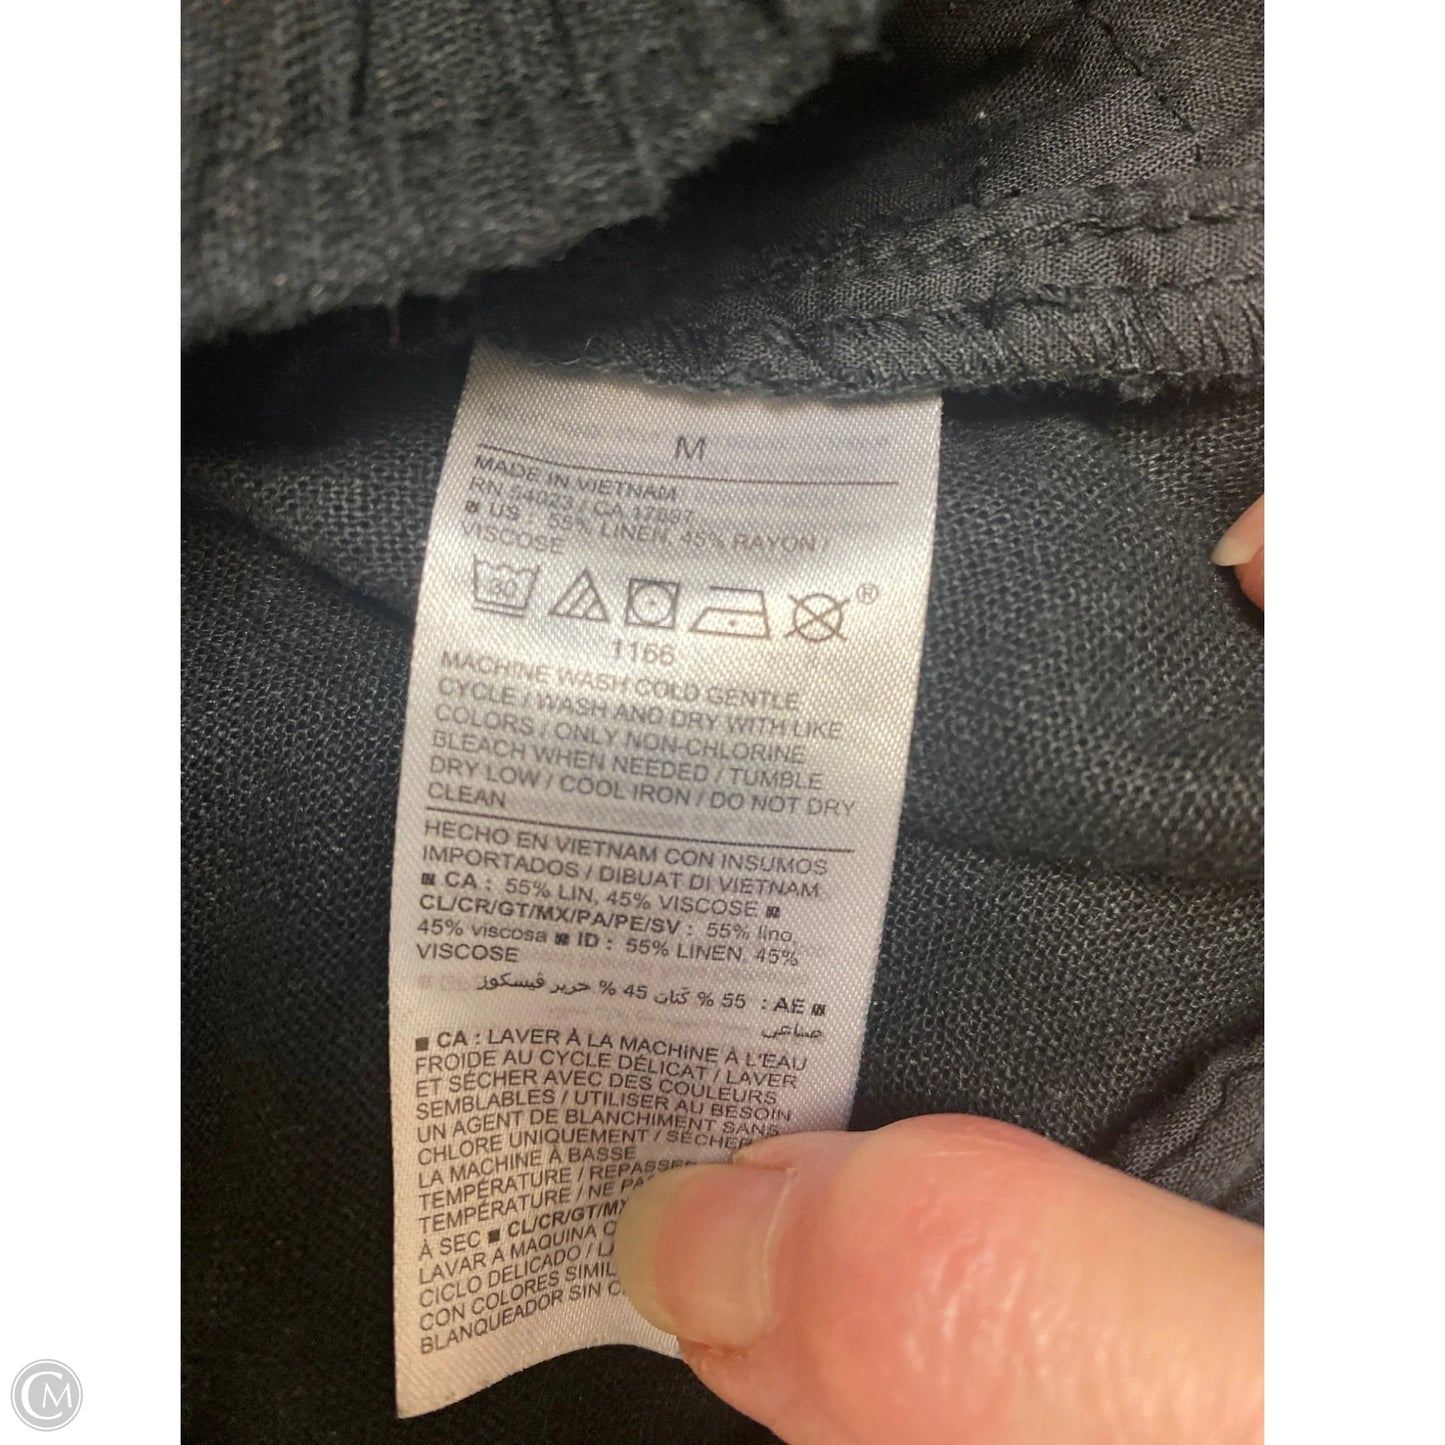 M
MADE IN VIETNAM
RN 54023 / CA 17897
US : 55% LINEN, 45% RAYON /
VISCOSE
30
®
1166
MACHINE WASH COLD GENTLE
CYCLE / WASH AND DRY WITH LIKE
COLORS / ONLY NON-CHLORINE
BLEACH WHEN NEEDED / TUMBLE
DRY LOW / COOL IRON / DO NOT DRY
CLEAN
HECHO EN VIETNAM CON INSUMOS
IMPORTADOS / DIBUAT DI VIETNAM
CA : 55% LIN, 45% VISCOSE
CL/CR/GT/MX/PA/PE/SV : 55% lino,
45% viscosa ID : 55% LINEN, 45%
VISCOSE
AE : 55 % كتان 45 % حرير فيسكوز
صناعي
■ CA : LAVER À LA MACHINE À L'EAU
FROIDE AU CYCLE DÉLICAT / LAVER
ET SÉCHER AVEC DES COULEURS
SEMBLABLES / UTILISER AU BESOIN
UN AGENT DE BLANCHIMENT SANS
CHLORE UNIQUEMENT / SÉCHER
LA MACHINE À BASSE
TEMPÉRATURE / REPASSER
TEMPÉRATURE / NE PA
À SEC ■ CL/CR/GT/MX
LAVAR A MAQUINA
CICLO DELICADO /
CON COLORES SIMIL
BLANQUEADOR SIN C
CM